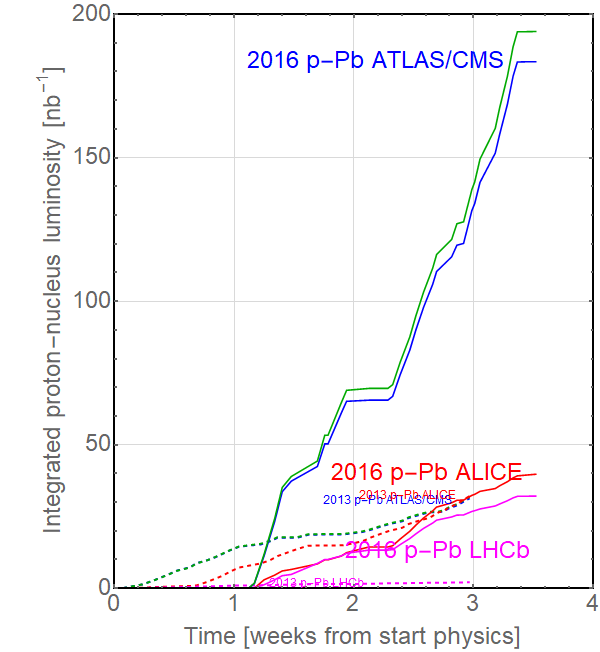 200
2016 p−Pb ATLAS/CMS
150
100
50
0
Integrated proton−nucleus luminosity [nb⁻¹]
2016 p−Pb ALICE
2013 p−Pb ALICE
2013 p−Pb ATLAS/CMS
2016 p−Pb LHCb
2013 p−Pb LHCb
0 1 2 3 4
Time [weeks from start physics]